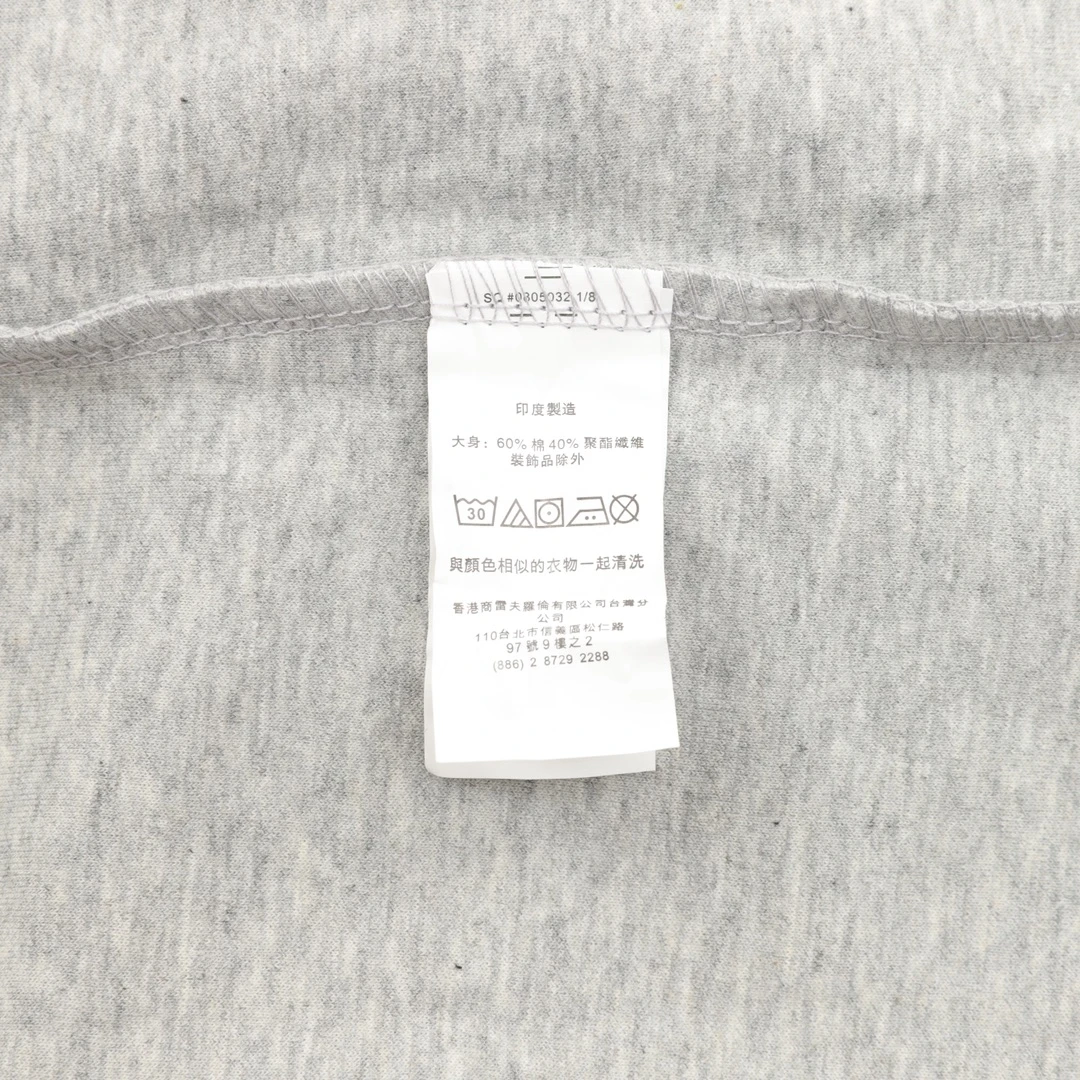 SO #0805032 1/8
印度製造
大身: 60% 棉 40% 聚酯纖維
裝飾品除外
30
與顏色相似的衣物一起清洗
香港商雷夫羅倫有限公司台灣分
公司
110台北市信義區松仁路
97 號 9 樓之 2
(886) 2 8729 2288